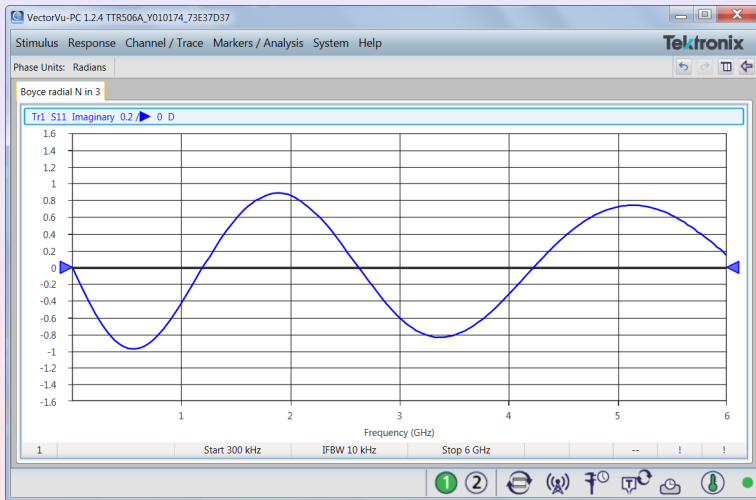 VectorVu-PC 1.2.4 TTR506A_Y010174_73E37D37
Stimulus Response Channel / Trace Markers / Analysis System Help
Tektronix
Phase Units: Radians
Boyce radial N in 3
Tr1 S11 Imaginary 0.2 / 0 D
1.6
1.4
1.2
1
0.8
0.6
0.4
0.2
0
-0.2
-0.4
-0.6
-0.8
-1
-1.2
-1.4
-1.6
1 2 3 4 5 6
Frequency (GHz)
1 Start 300 kHz IFBW 10 kHz Stop 6 GHz -- ! !
1 2 T